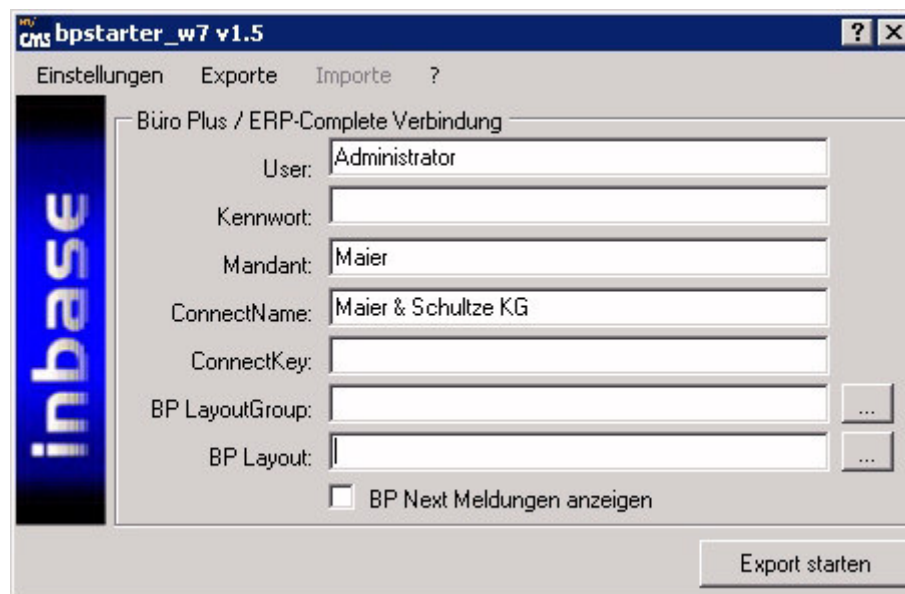 CMS bpstarter_w7 v1.5
Einstellungen Exporte Importe ?
inbase
Büro Plus / ERP-Complete Verbindung
User: Administrator
Kennwort:
Mandant: Maier
ConnectName: Maier & Schultze KG
ConnectKey:
BP LayoutGroup: ...
BP Layout: ...
BP Next Meldungen anzeigen
Export starten